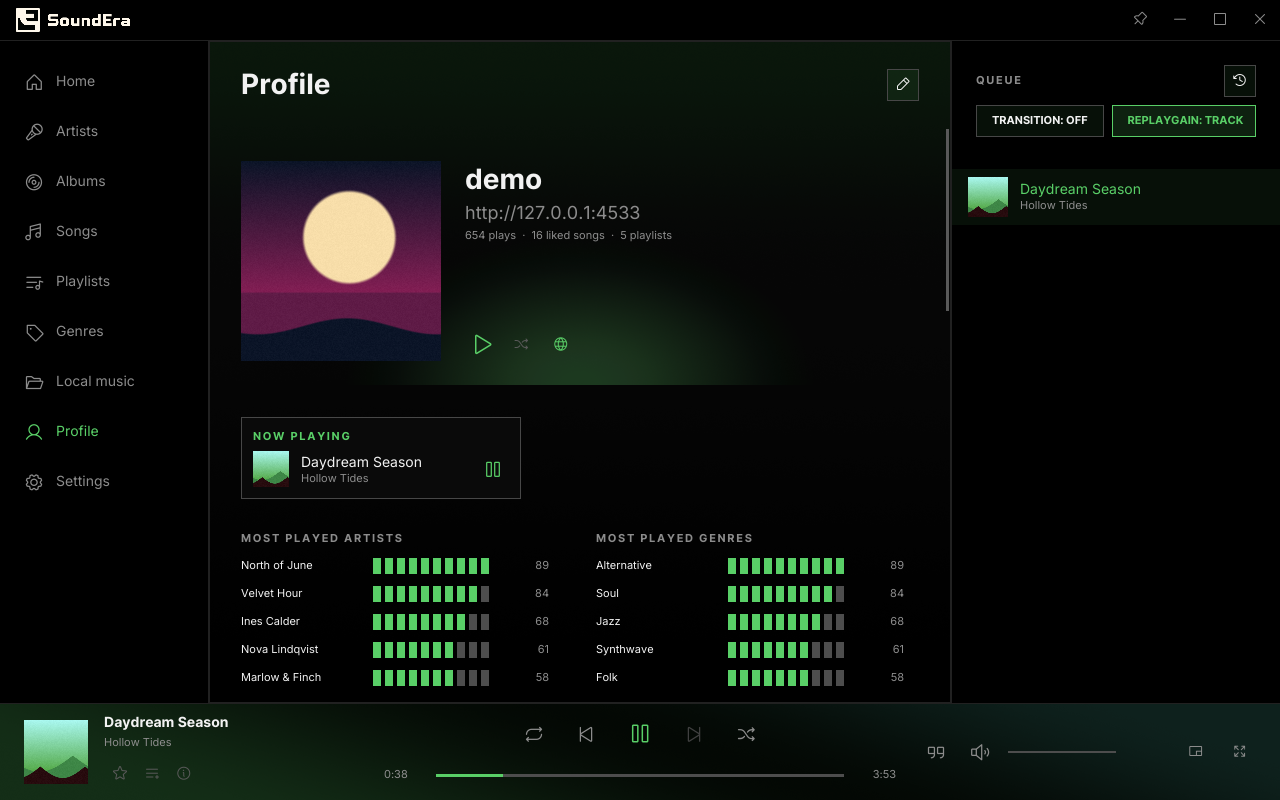 SoundEra
Home
Artists
Albums
Songs
Playlists
Genres
Local music
Profile
Settings
Profile
demo
http://127.0.0.1:4533
654 plays · 16 liked songs · 5 playlists
NOW PLAYING
Daydream Season
Hollow Tides
MOST PLAYED ARTISTS
North of June 89
Velvet Hour 84
Ines Calder 68
Nova Lindqvist 61
Marlow & Finch 58
MOST PLAYED GENRES
Alternative 89
Soul 84
Jazz 68
Synthwave 61
Folk 58
QUEUE
TRANSITION: OFF
REPLAYGAIN: TRACK
Daydream Season
Hollow Tides
Daydream Season
Hollow Tides
0:38
3:53